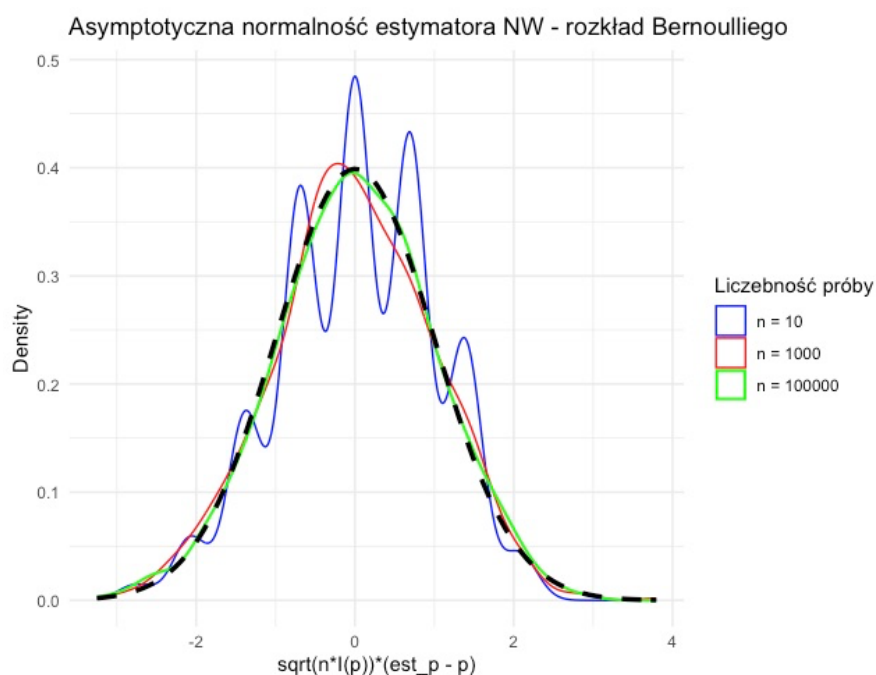 Asymptotyczna normalność estymatora NW - rozkład Bernoulliego
0.5
0.4
0.3
0.2
0.1
0.0
Density
-2
0
2
4
sqrt(n*I(p))*(est_p - p)
Liczebność próby
n = 10
n = 1000
n = 100000